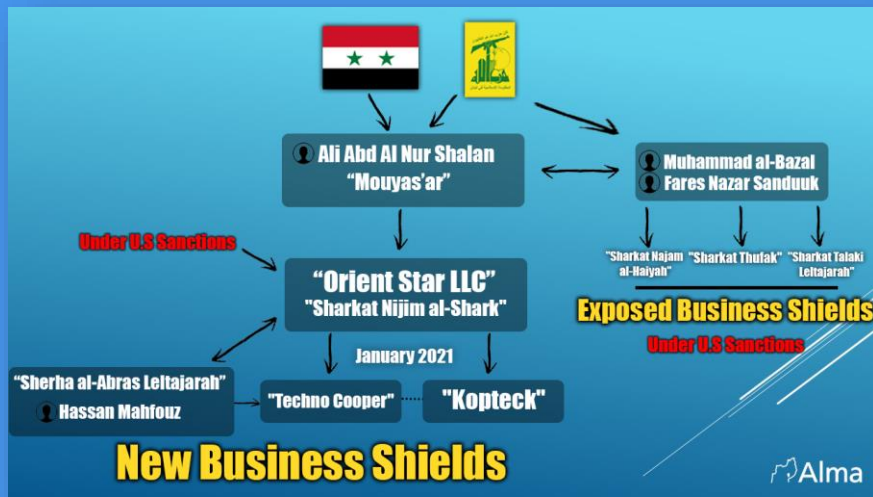 Ali Abd Al Nur Shalan
“Mouyas’ar”
Muhammad al-Bazal
Fares Nazar Sanduuk
Under U.S Sanctions
“Orient Star LLC”
"Sharkat Nijim al-Shark"
"Sharkat Najam
al-Haiyah"
"Sharkat Thufak"
"Sharkat Talaki
Leltajarah"
Exposed Business Shields
Under U.S Sanctions
January 2021
“Sherha al-Abras Leltajarah”
Hassan Mahfouz
"Techno Cooper"
"Kopteck"
New Business Shields
Alma